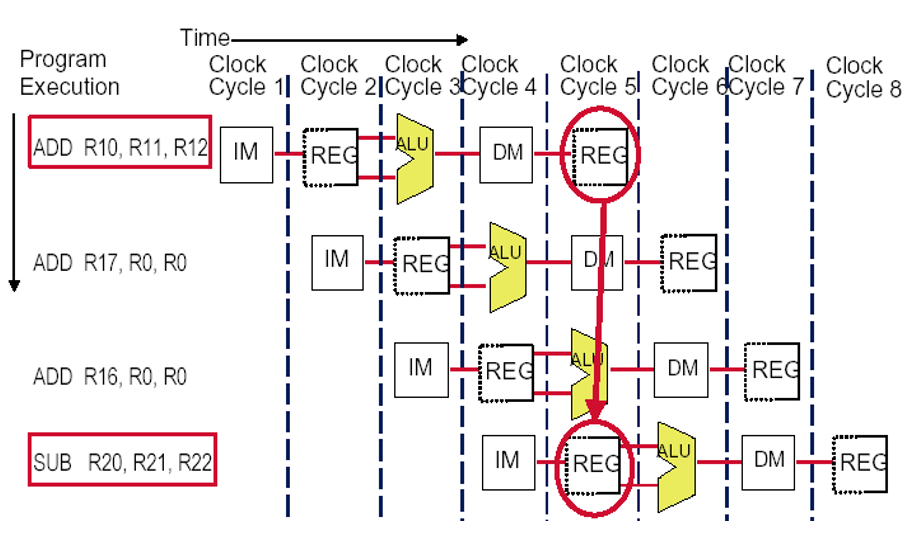 Time
Program Execution
Clock Cycle 1
Clock Cycle 2
Clock Cycle 3
Clock Cycle 4
Clock Cycle 5
Clock Cycle 6
Clock Cycle 7
Clock Cycle 8
ADD R10, R11, R12
IM
REG
ALU
DM
REG
ADD R17, R0, R0
IM
REG
ALU
DM
REG
ADD R16, R0, R0
IM
REG
ALU
DM
REG
SUB R20, R21, R22
IM
REG
ALU
DM
REG